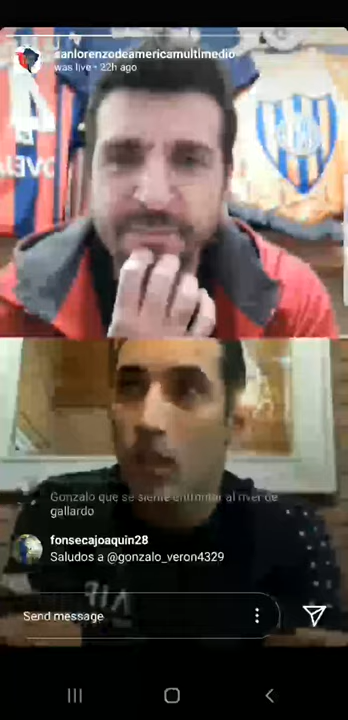 sanlorenzodeamericamultimedio
was live • 22h ago
Gonzalo que se siente enfrentar al river de
gallardo
fonsecajoaquin28
Saludos a @gonzalo_veron4329
VIP
Send message